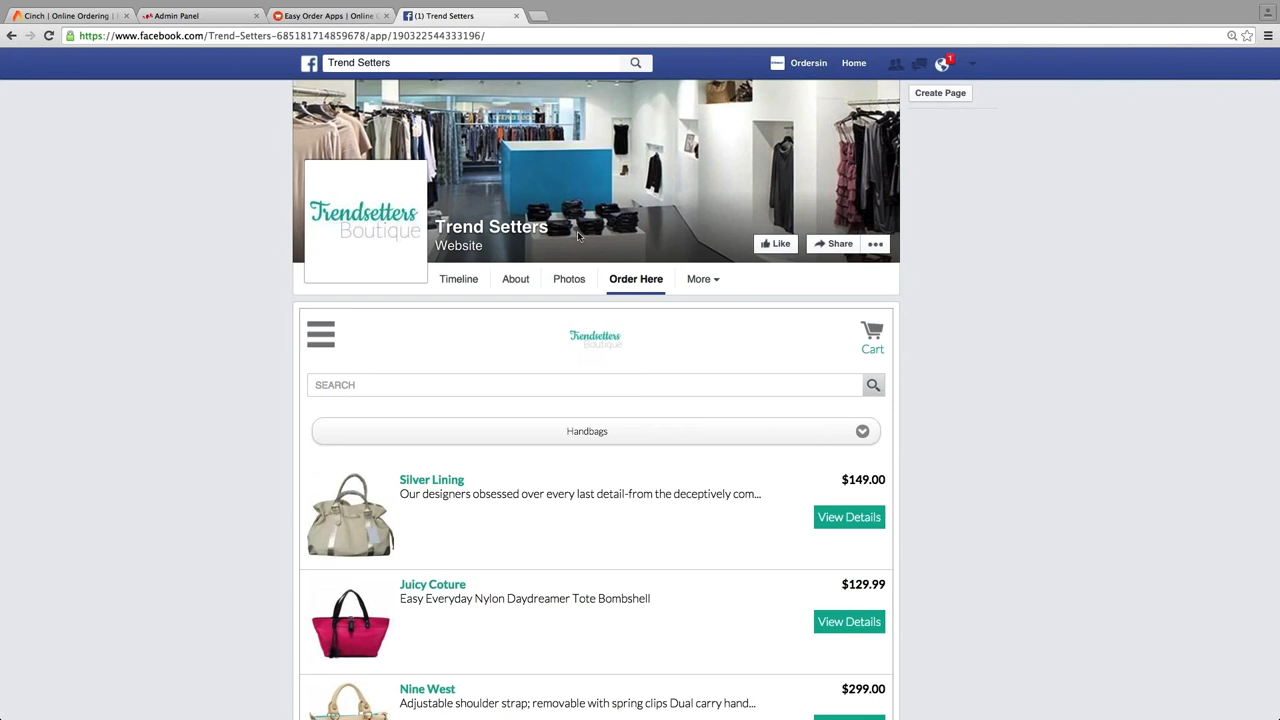 Cinch | Online Ordering |
Admin Panel
Easy Order Apps | Online
(1) Trend Setters
https://www.facebook.com/Trend-Setters-685181714859678/app/190322544333196/
Trend Setters
Ordersin
Home
1
Create Page
Trendsetters
Boutique
Trend Setters
Website
Like
Share
Timeline
About
Photos
Order Here
More
Trendsetters
Boutique
Cart
SEARCH
Handbags
Silver Lining
$149.00
Our designers obsessed over every last detail-from the deceptively com...
View Details
Juicy Coture
$129.99
Easy Everyday Nylon Daydreamer Tote Bombshell
View Details
Nine West
$299.00
Adjustable shoulder strap; removable with spring clips Dual carry hand...